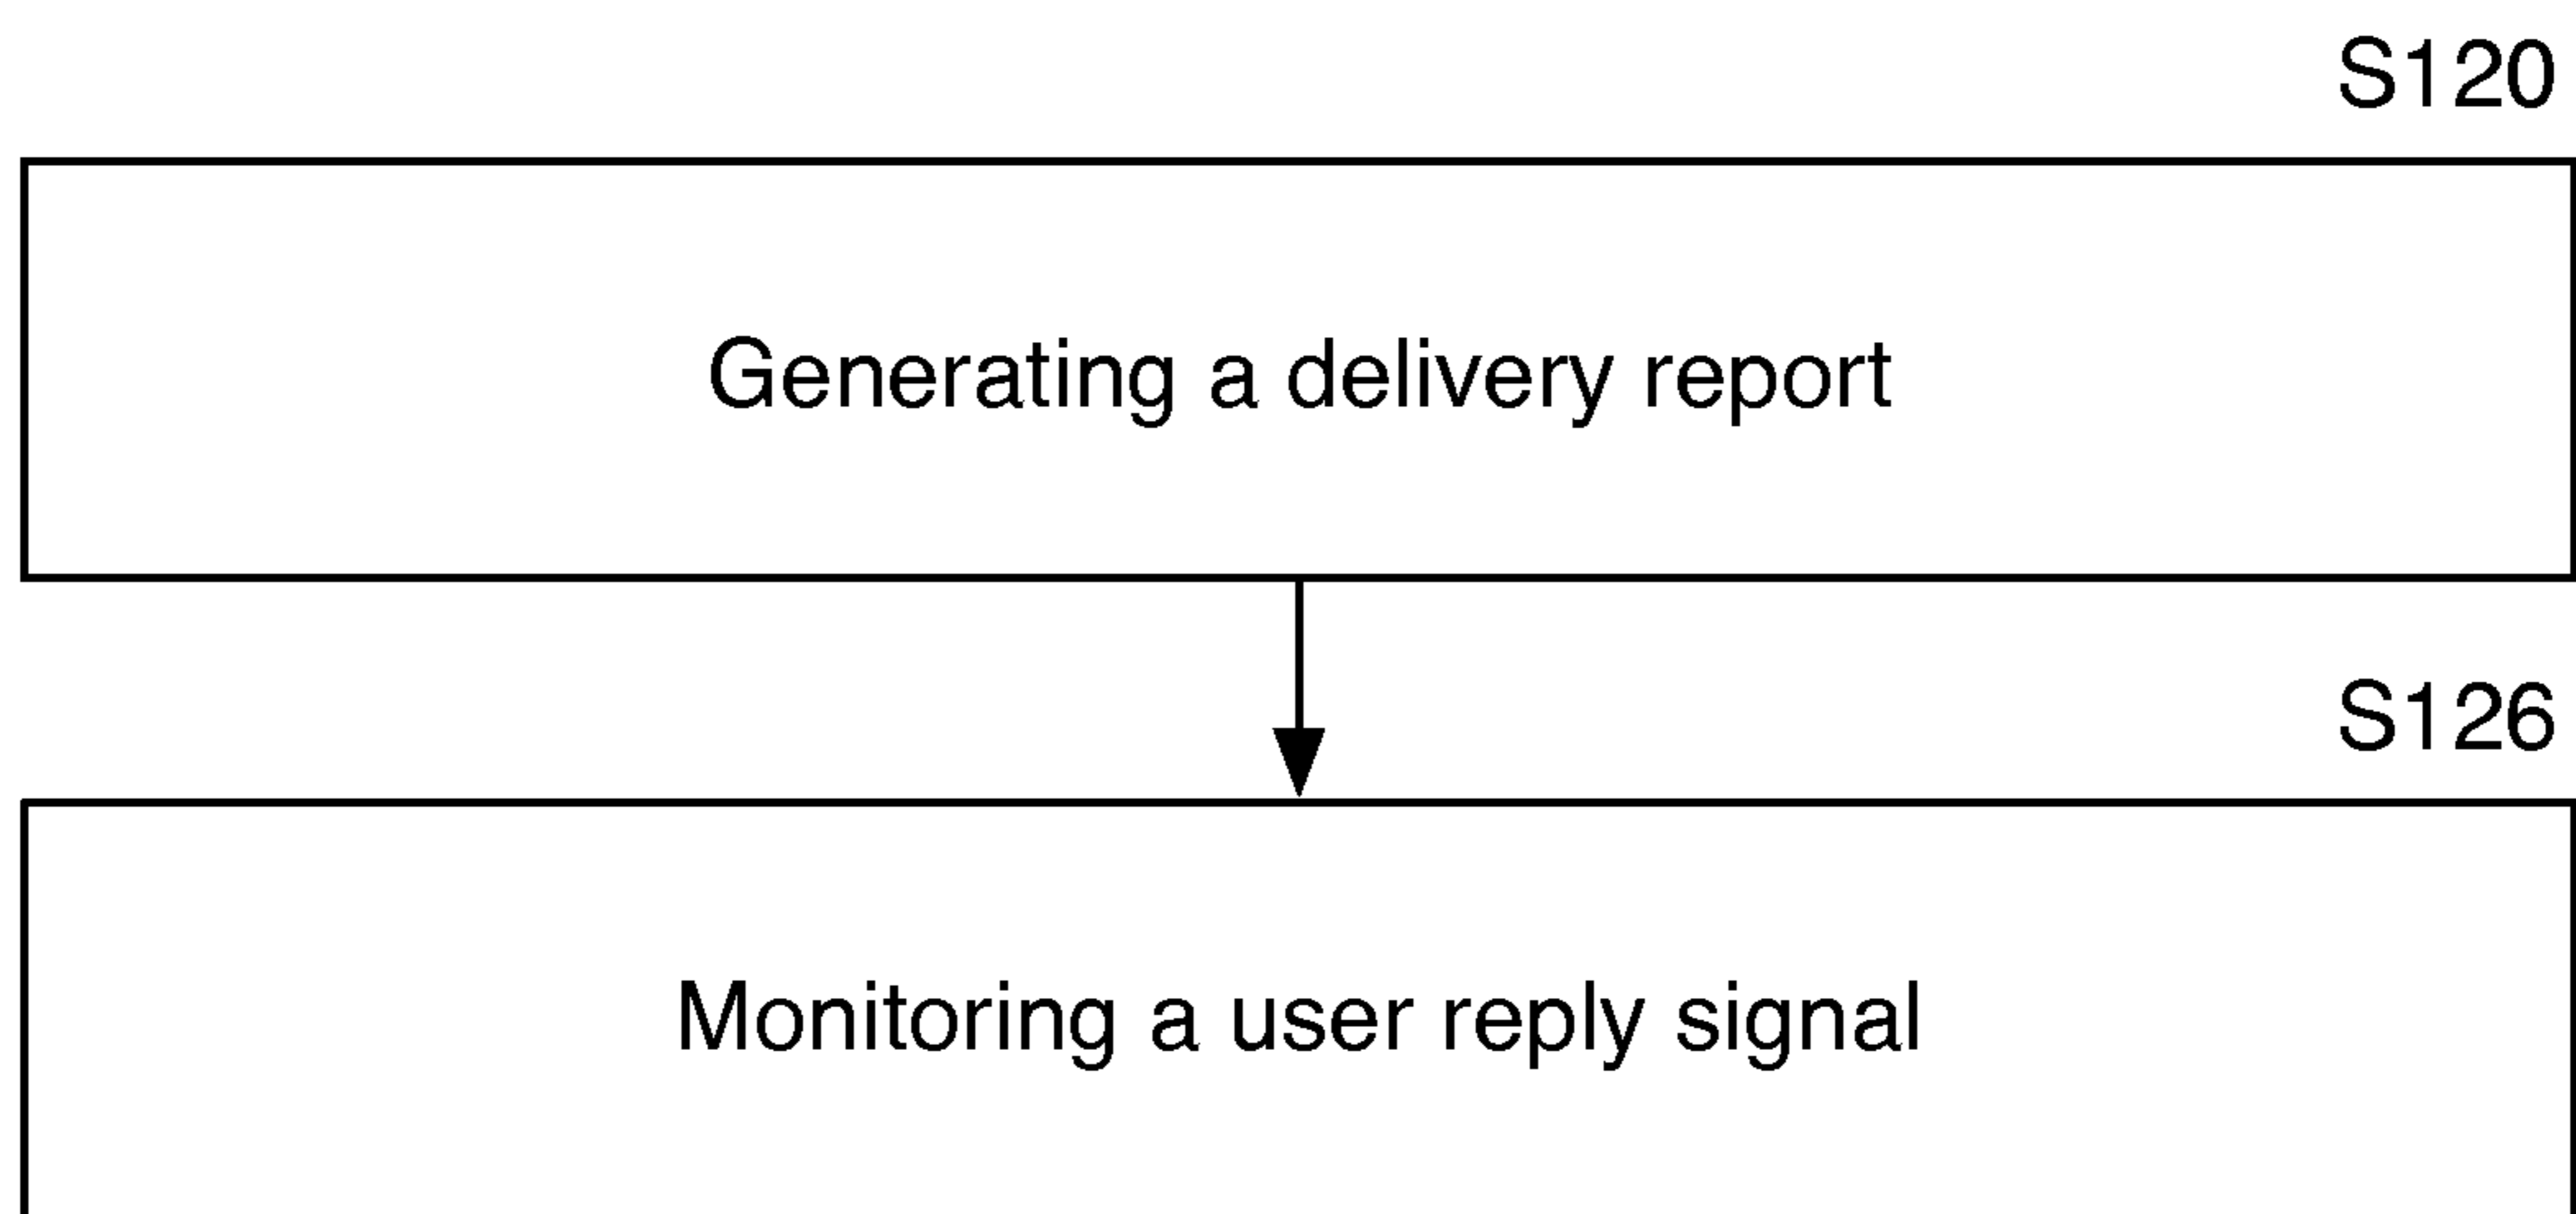 S120
Generating a delivery report
S126
Monitoring a user reply signal